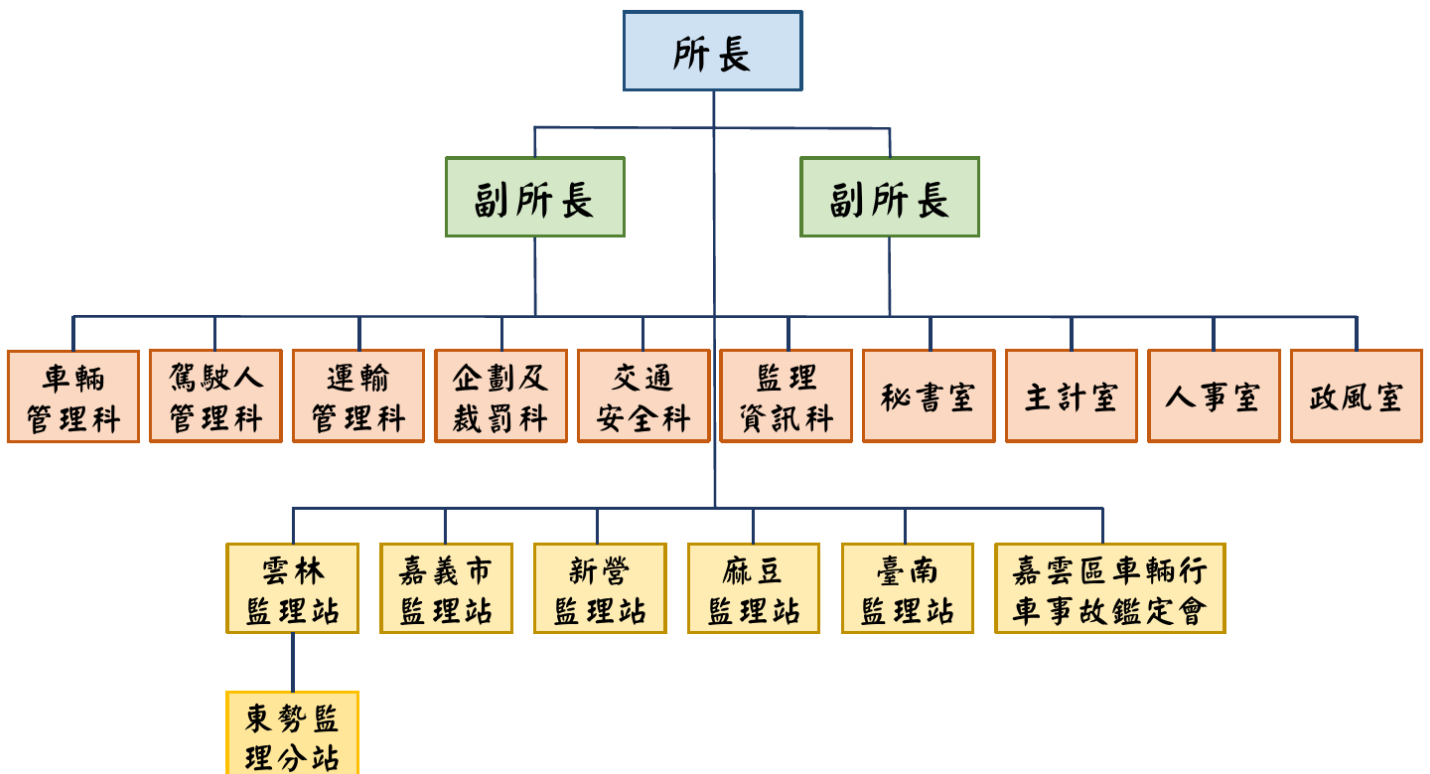 所長
副所長
副所長
車輛
管理科
駕駛人
管理科
運輸
管理科
企劃及
裁罰科
交通
安全科
監理
資訊科
秘書室
主計室
人事室
政風室
雲林
監理站
嘉義市
監理站
新營
監理站
麻豆
監理站
臺南
監理站
嘉雲區車輛行
車事故鑑定會
東勢監
理分站